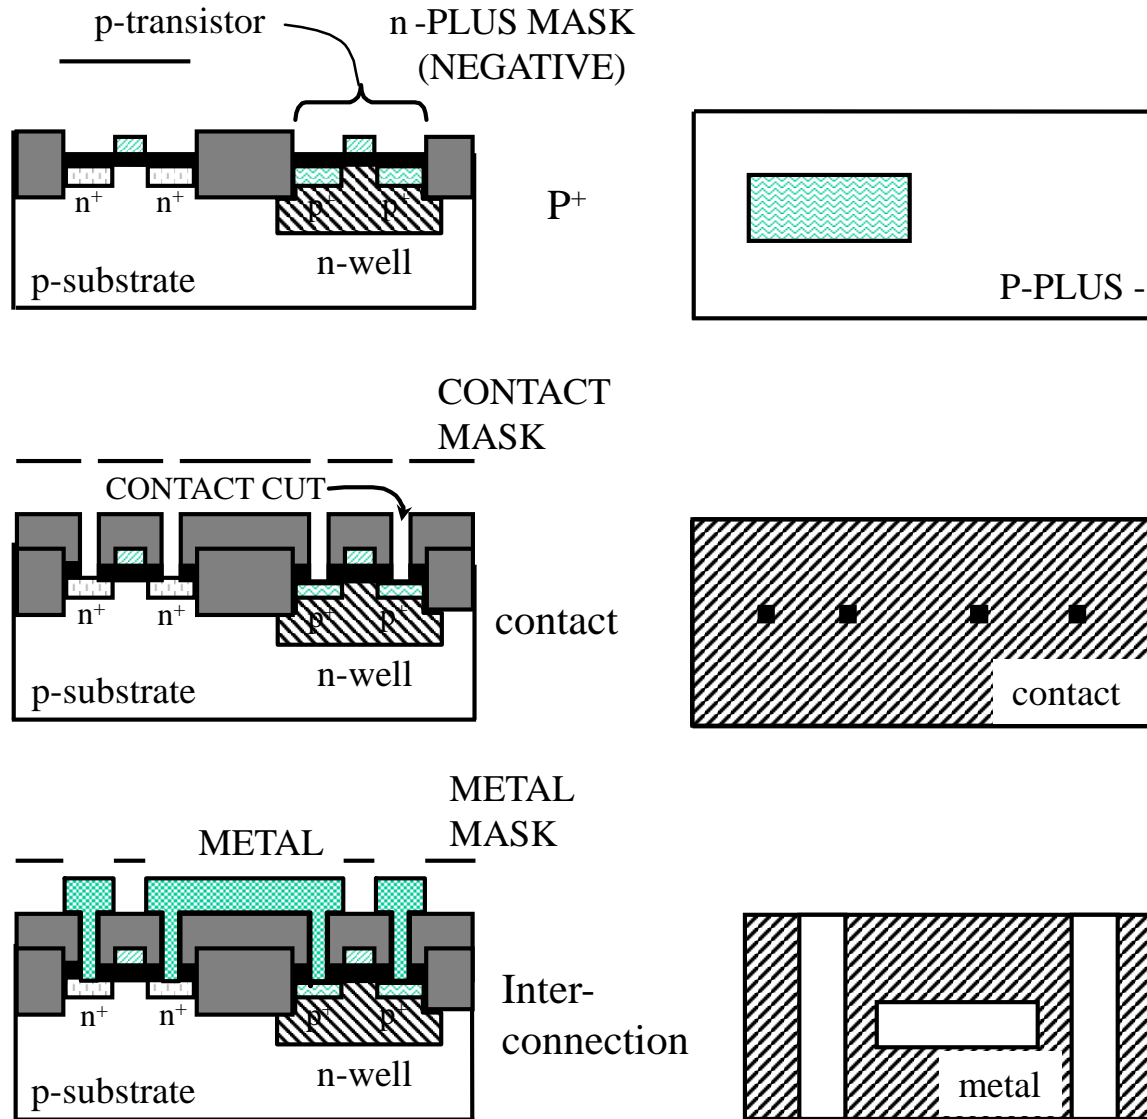 p-transistor
n -PLUS MASK
(NEGATIVE)
n+ n+ p+ p+
n-well
p-substrate
P+
P-PLUS -
CONTACT
MASK
CONTACT CUT
n+ n+ p+ p+
n-well
p-substrate
contact
contact
METAL
MASK
METAL
n+ n+ p+ p+
n-well
p-substrate
Inter-
connection
metal